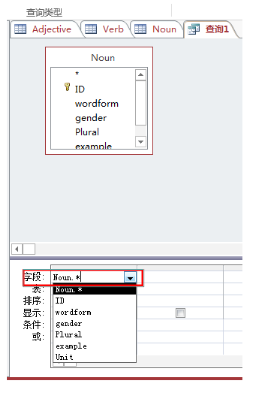 查询类型
Adjective Verb Noun 查询1
Noun
*
ID
wordform
gender
Plural
example
字段: Noun.*
表: Noun.*
排序: ID
显示: wordform
条件: gender
或: Plural
example
Unit